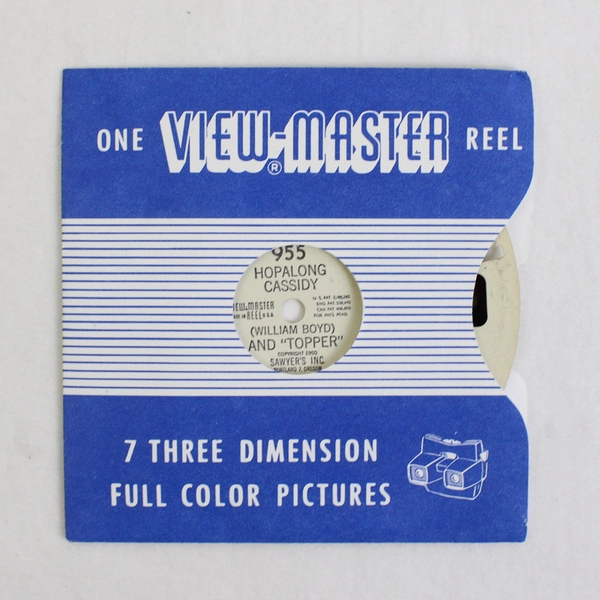 ONE VIEW-MASTER® REEL
955
HOPALONG
CASSIDY
VIEW-MASTER
REEL U.S.A.
(WILLIAM BOYD)
AND "TOPPER"
COPYRIGHT 1950
SAWYER'S INC.
PORTLAND 7, OREGON
7 THREE DIMENSION
FULL COLOR PICTURES